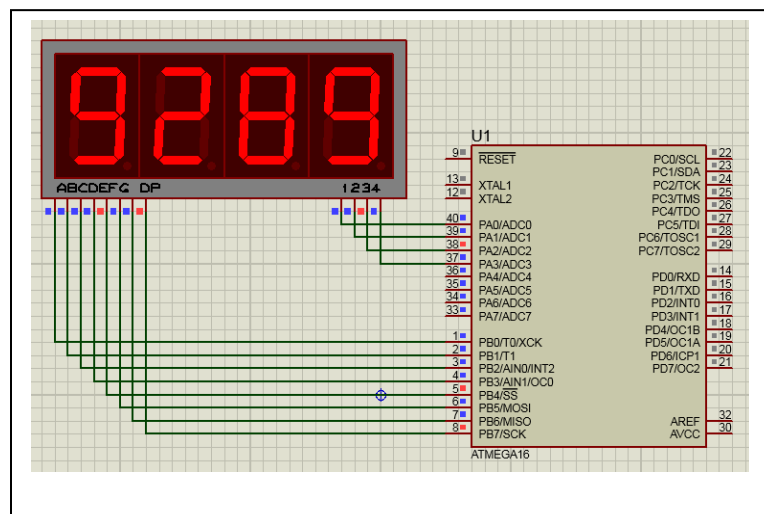 9289
ABCDEFG DP 1234
U1
9 RESET
13 XTAL1
12 XTAL2
40 PA0/ADC0
39 PA1/ADC1
38 PA2/ADC2
37 PA3/ADC3
36 PA4/ADC4
35 PA5/ADC5
34 PA6/ADC6
33 PA7/ADC7
1 PB0/T0/XCK
2 PB1/T1
3 PB2/AIN0/INT2
4 PB3/AIN1/OC0
5 PB4/SS
6 PB5/MOSI
7 PB6/MISO
8 PB7/SCK
PC0/SCL 22
PC1/SDA 23
PC2/TCK 24
PC3/TMS 25
PC4/TDO 26
PC5/TDI 27
PC6/TOSC1 28
PC7/TOSC2 29
PD0/RXD 14
PD1/TXD 15
PD2/INT0 16
PD3/INT1 17
PD4/OC1B 18
PD5/OC1A 19
PD6/ICP1 20
PD7/OC2 21
AREF 32
AVCC 30
ATMEGA16